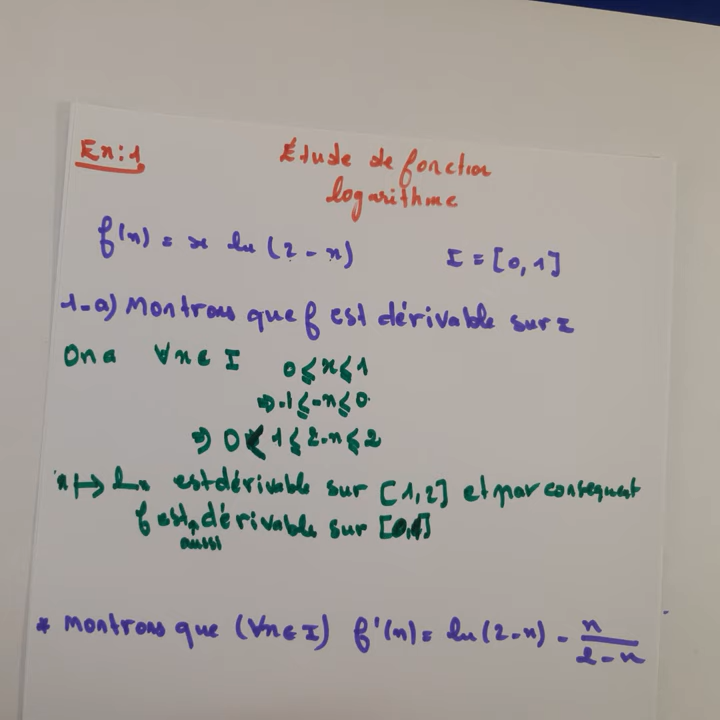 Ex:1
Étude de fonction
logarithme
f(x) = x ln(2-x) I = [0,1]
1-a) Montrons que f est dérivable sur I
On a ∀x∈I 0⩽x⩽1
⇒-1⩽-x⩽0
⇒ 0<1⩽2-x⩽2
x ↦ Ln est dérivable sur [1,2] et par consequent
f est aussi dérivable sur [0,1]
* Montrons que (∀x∈I) f'(x) = ln(2-x) - x/(2-x)